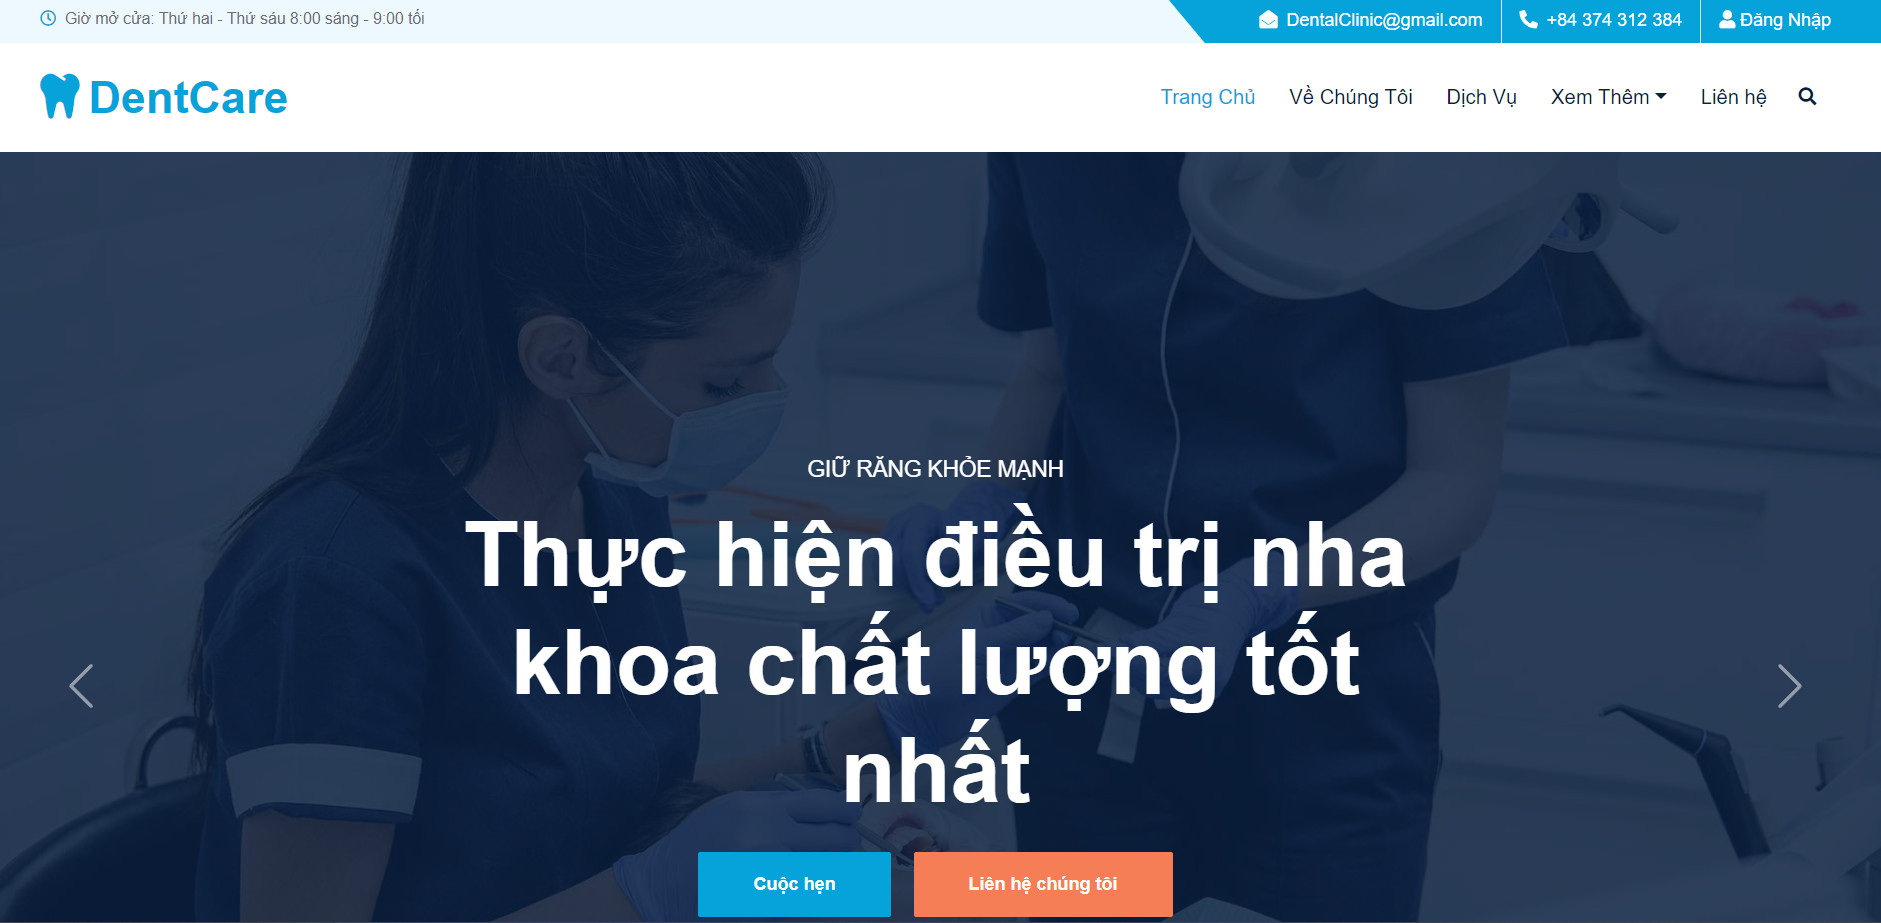 Giờ mở cửa: Thứ hai - Thứ sáu 8:00 sáng - 9:00 tối
DentalClinic@gmail.com
+84 374 312 384
Đăng Nhập
DentCare
Trang Chủ
Về Chúng Tôi
Dịch Vụ
Xem Thêm
Liên hệ
GIỮ RĂNG KHỎE MẠNH
Thực hiện điều trị nha
khoa chất lượng tốt
nhất
Cuộc hẹn
Liên hệ chúng tôi